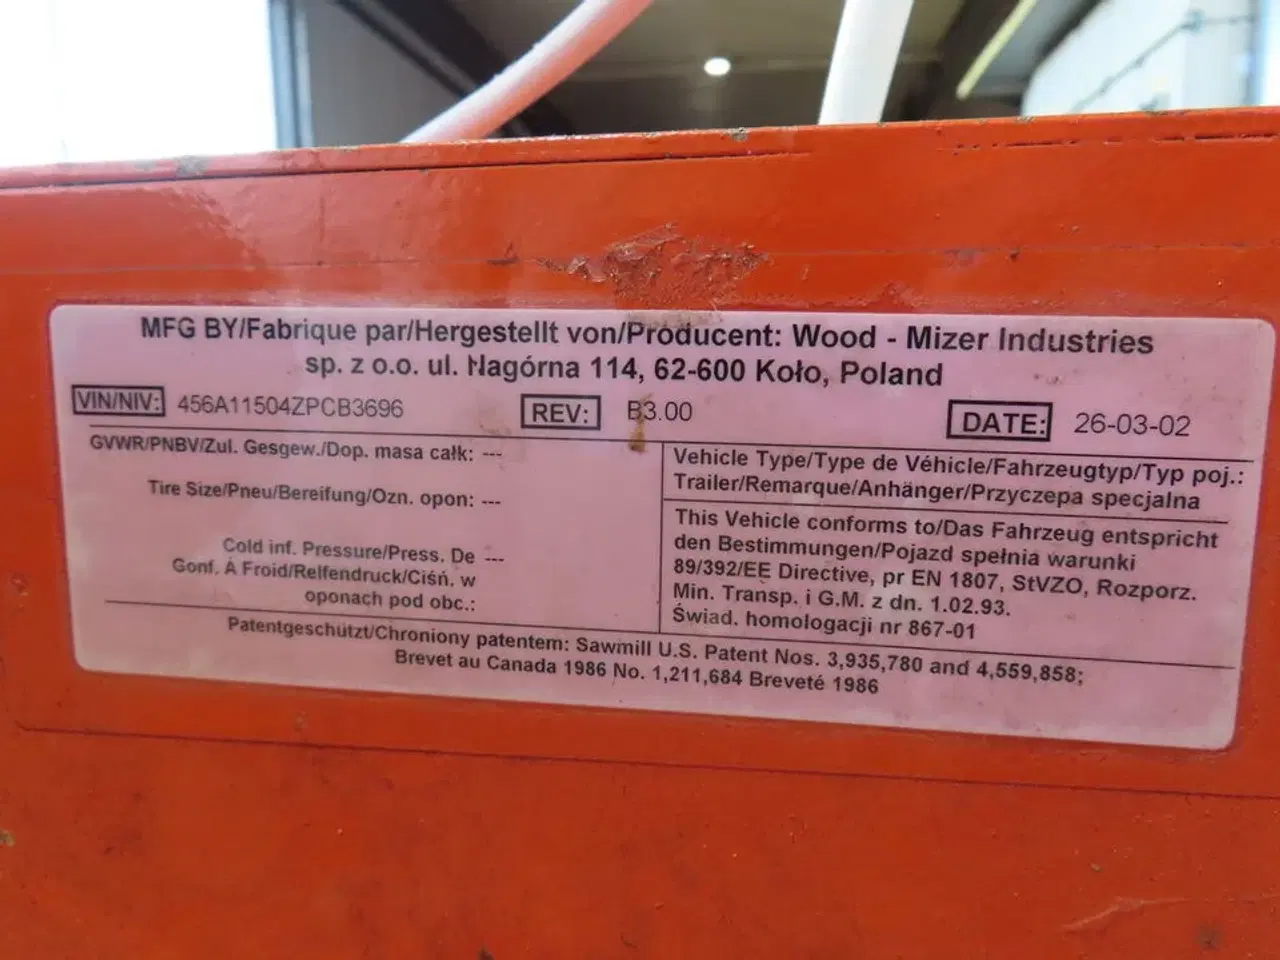 MFG BY/Fabrique par/Hergestellt von/Producent: Wood - Mizer Industries
sp. z o.o. ul. Nagórna 114, 62-600 Koło, Poland
VIN/NIV: 456A11504ZPCB3696 REV: B3.00 DATE: 26-03-02
GVWR/PNBV/Zul. Gesgew./Dop. masa całk: ---
Tire Size/Pneu/Bereifung/Ozn. opon: ---
Cold inf. Pressure/Press. De ---
Gonf. À Froid/Reifendruck/Ciśń. w
oponach pod obc.:
Vehicle Type/Type de Véhicle/Fahrzeugtyp/Typ poj.:
Trailer/Remarque/Anhänger/Przyczepa specjalna
This Vehicle conforms to/Das Fahrzeug entspricht
den Bestimmungen/Pojazd spełnia warunki
89/392/EE Directive, pr EN 1807, StVZO, Rozporz.
Min. Transp. i G.M. z dn. 1.02.93.
Świad. homologacji nr 867-01
Patentgeschützt/Chroniony patentem: Sawmill U.S. Patent Nos. 3,935,780 and 4,559,858;
Brevet au Canada 1986 No. 1,211,684 Breveté 1986